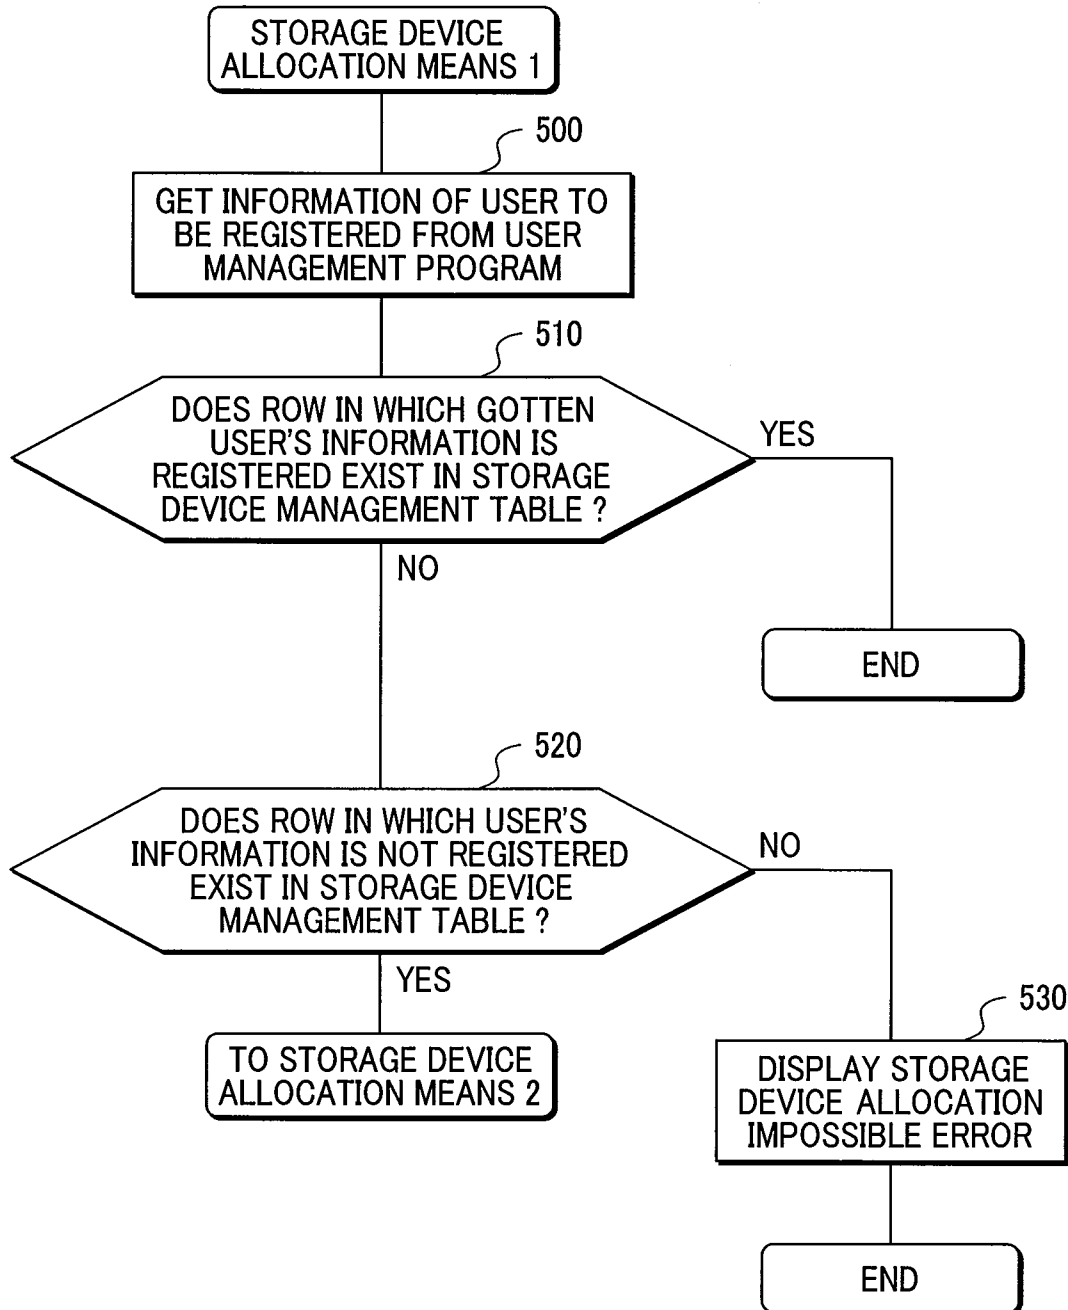 STORAGE DEVICE
ALLOCATION MEANS 1
500
GET INFORMATION OF USER TO
BE REGISTERED FROM USER
MANAGEMENT PROGRAM
510
DOES ROW IN WHICH GOTTEN
USER'S INFORMATION IS
REGISTERED EXIST IN STORAGE
DEVICE MANAGEMENT TABLE ?
YES
NO
END
520
DOES ROW IN WHICH USER'S
INFORMATION IS NOT REGISTERED
EXIST IN STORAGE DEVICE
MANAGEMENT TABLE ?
NO
YES
TO STORAGE DEVICE
ALLOCATION MEANS 2
530
DISPLAY STORAGE
DEVICE ALLOCATION
IMPOSSIBLE ERROR
END